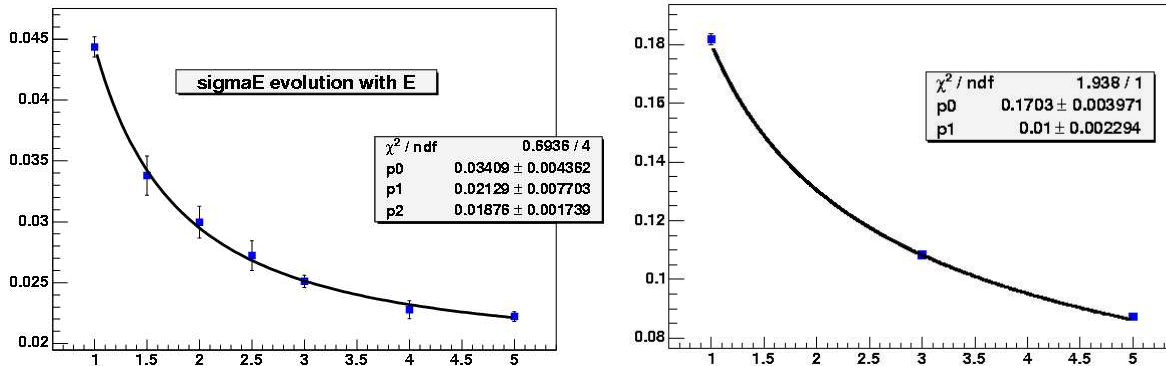 0.045
0.04
0.035
0.03
0.025
0.02
1 1.5 2 2.5 3 3.5 4 4.5 5
sigmaE evolution with E
χ² / ndf 0.6936 / 4
p0 0.03409 ± 0.004362
p1 0.02129 ± 0.007703
p2 0.01876 ± 0.001739
0.18
0.16
0.14
0.12
0.1
0.08
1 1.5 2 2.5 3 3.5 4 4.5 5
χ² / ndf 1.938 / 1
p0 0.1703 ± 0.003971
p1 0.01 ± 0.002294